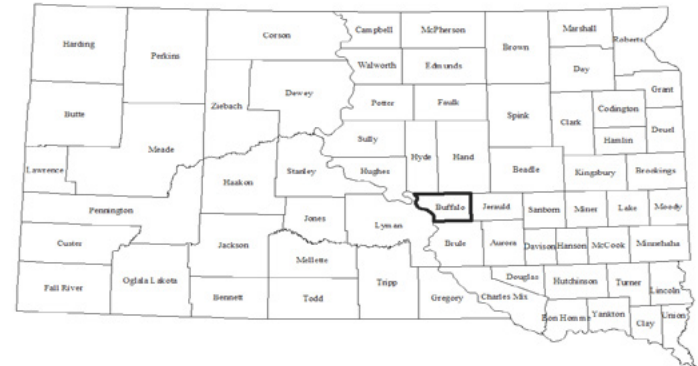 Harding
Perkins
Corson
Campbell
McPherson
Brown
Marshall
Roberts
Walworth
Edmunds
Day
Dewey
Ziebach
Grant
Butte
Potter
Faulk
Spink
Clark
Codington
Deuel
Hamlin
Meade
Sully
Hyde
Hand
Lawrence
Haakon
Stanley
Hughes
Beadle
Kingsbury
Brookings
Pennington
Jones
Lyman
Buffalo
Jerauld
Sanborn
Miner
Lake
Moody
Custer
Jackson
Brule
Aurora
Davison
Hanson
McCook
Minnehaha
Mellette
Fall River
Oglala Lakota
Bennett
Todd
Tripp
Gregory
Charles Mix
Douglas
Hutchinson
Turner
Lincoln
Bon Homme
Yankton
Clay
Union